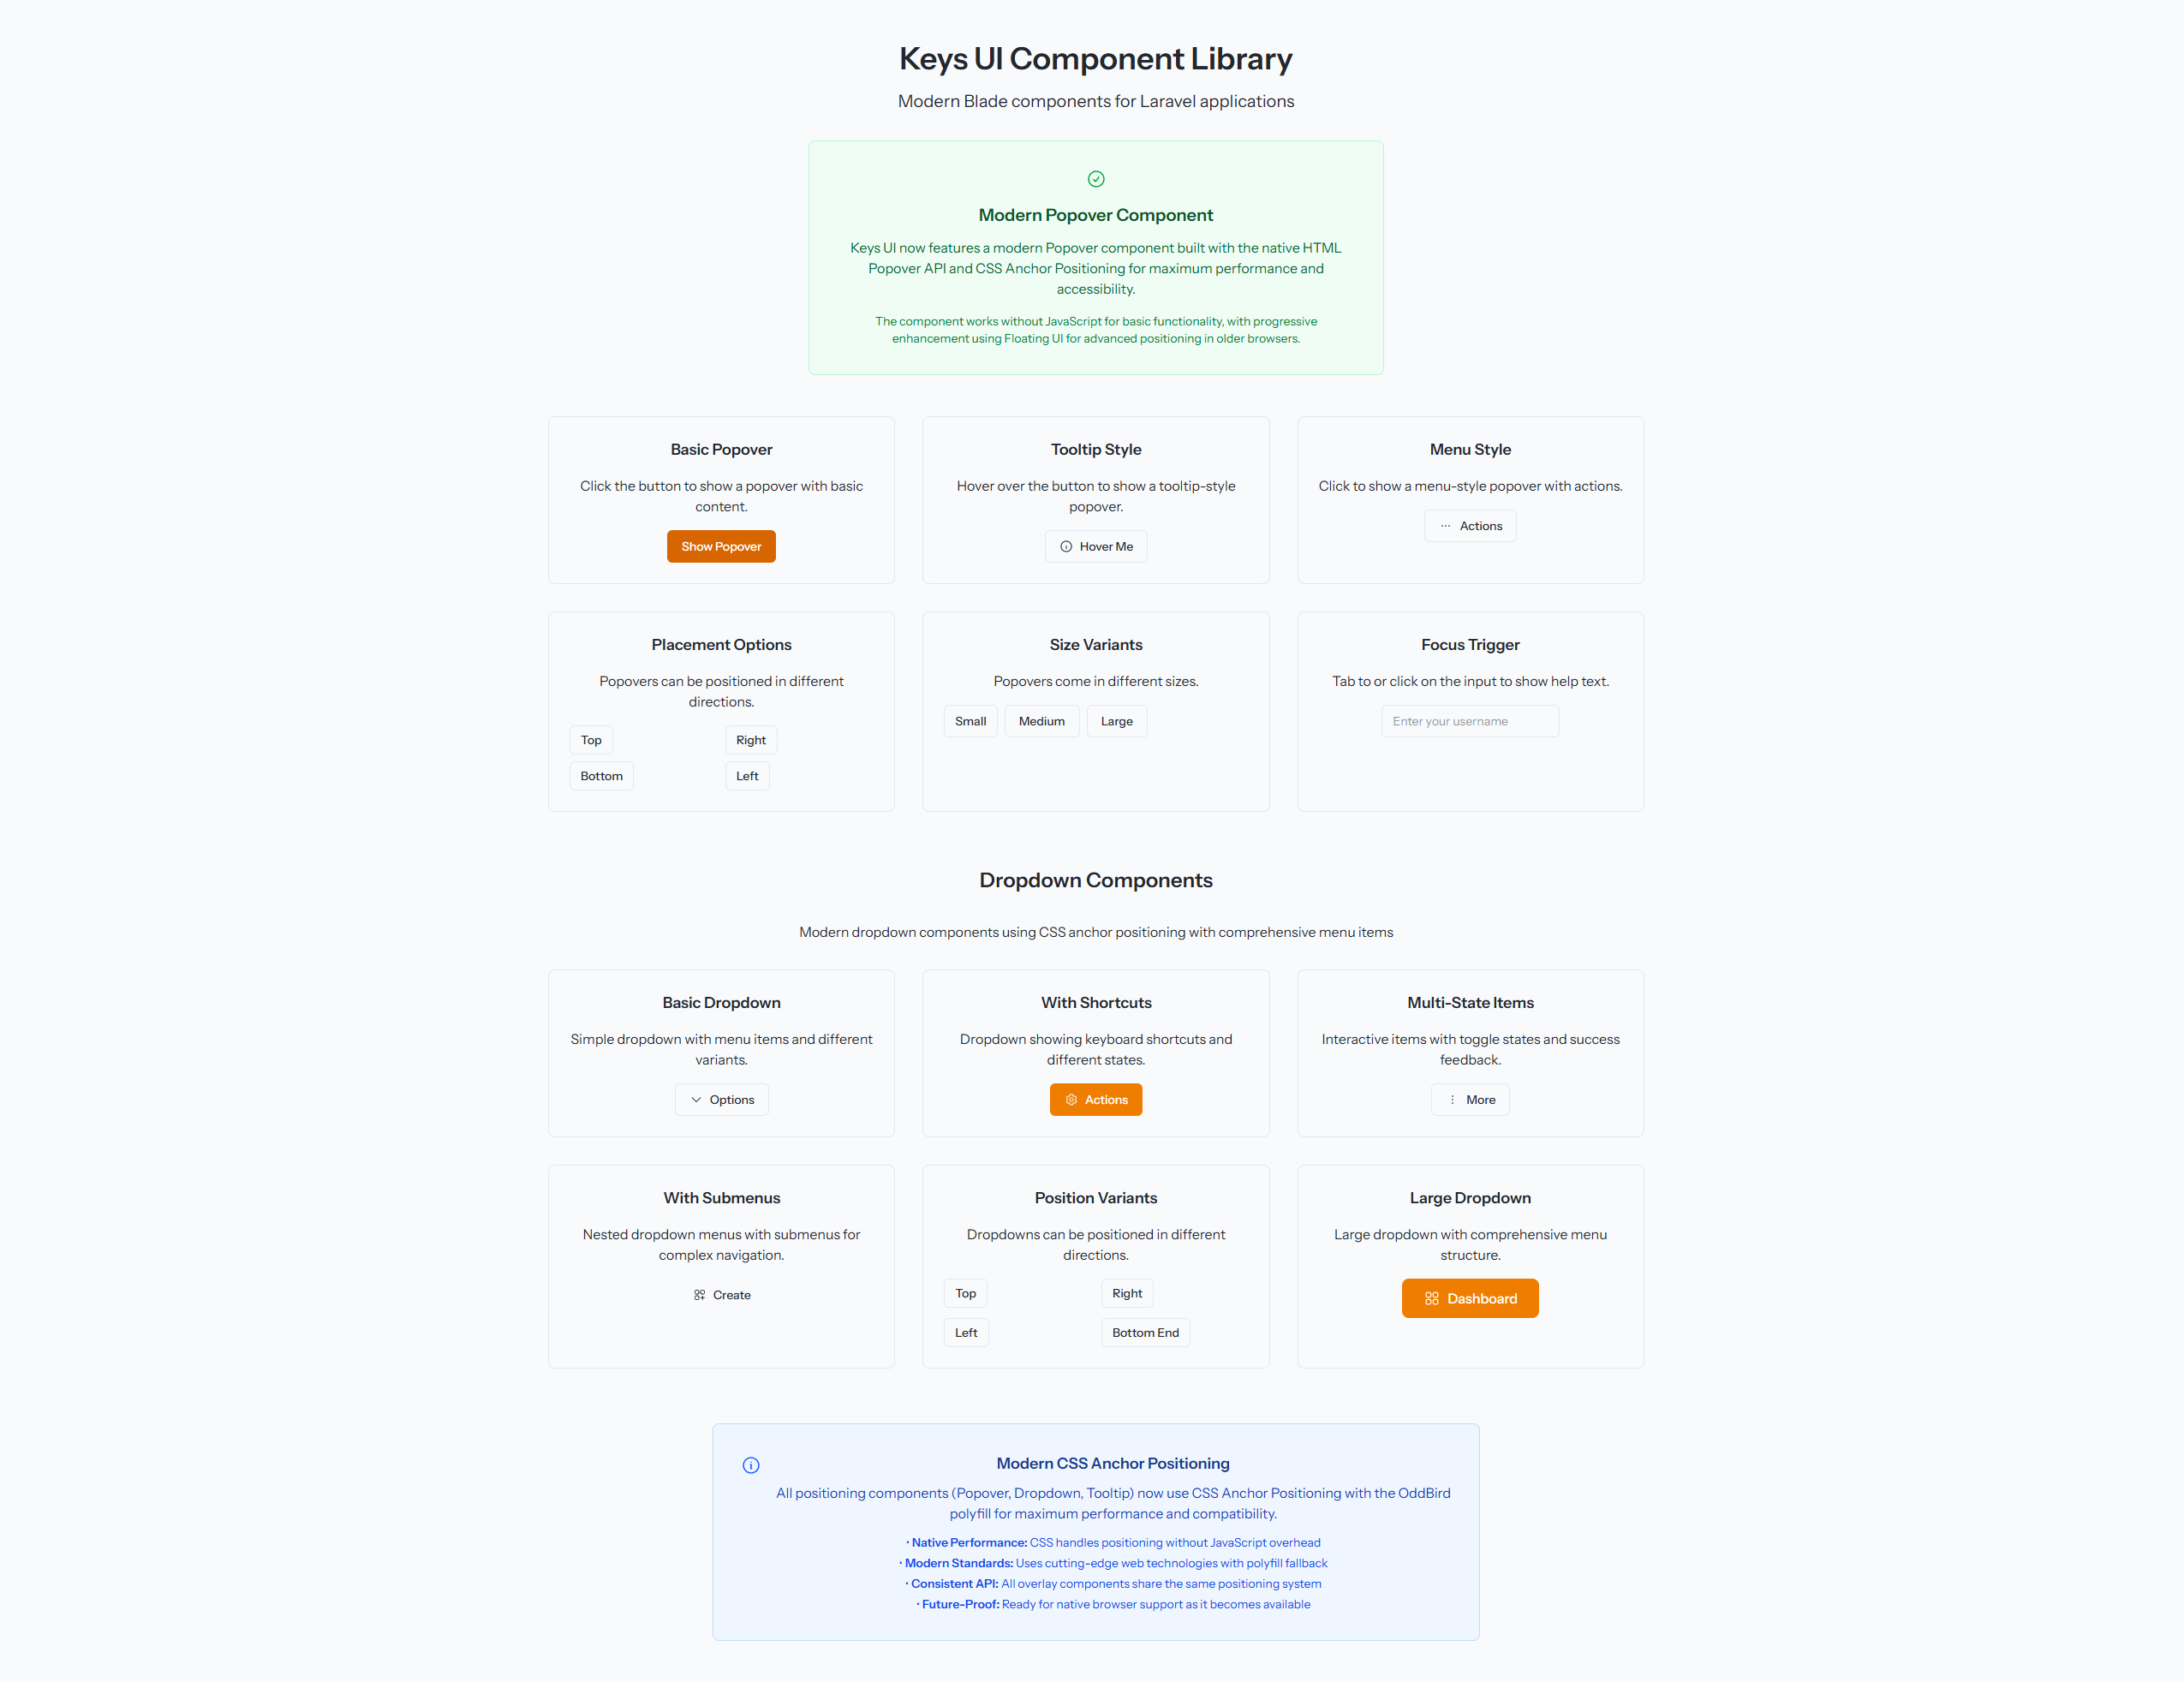 Keys UI Component Library
Modern Blade components for Laravel applications
Modern Popover Component
Keys UI now features a modern Popover component built with the native HTML
Popover API and CSS Anchor Positioning for maximum performance and
accessibility.
The component works without JavaScript for basic functionality, with progressive
enhancement using Floating UI for advanced positioning in older browsers.
Basic Popover
Click the button to show a popover with basic
content.
Show Popover
Tooltip Style
Hover over the button to show a tooltip-style
popover.
Hover Me
Menu Style
Click to show a menu-style popover with actions.
Actions
Placement Options
Popovers can be positioned in different
directions.
Top
Right
Bottom
Left
Size Variants
Popovers come in different sizes.
Small
Medium
Large
Focus Trigger
Tab to or click on the input to show help text.
Enter your username
Dropdown Components
Modern dropdown components using CSS anchor positioning with comprehensive menu items
Basic Dropdown
Simple dropdown with menu items and different
variants.
Options
With Shortcuts
Dropdown showing keyboard shortcuts and
different states.
Actions
Multi-State Items
Interactive items with toggle states and success
feedback.
More
With Submenus
Nested dropdown menus with submenus for
complex navigation.
Create
Position Variants
Dropdowns can be positioned in different
directions.
Top
Right
Left
Bottom End
Large Dropdown
Large dropdown with comprehensive menu
structure.
Dashboard
Modern CSS Anchor Positioning
All positioning components (Popover, Dropdown, Tooltip) now use CSS Anchor Positioning with the OddBird
polyfill for maximum performance and compatibility.
• Native Performance: CSS handles positioning without JavaScript overhead
• Modern Standards: Uses cutting-edge web technologies with polyfill fallback
• Consistent API: All overlay components share the same positioning system
• Future-Proof: Ready for native browser support as it becomes available